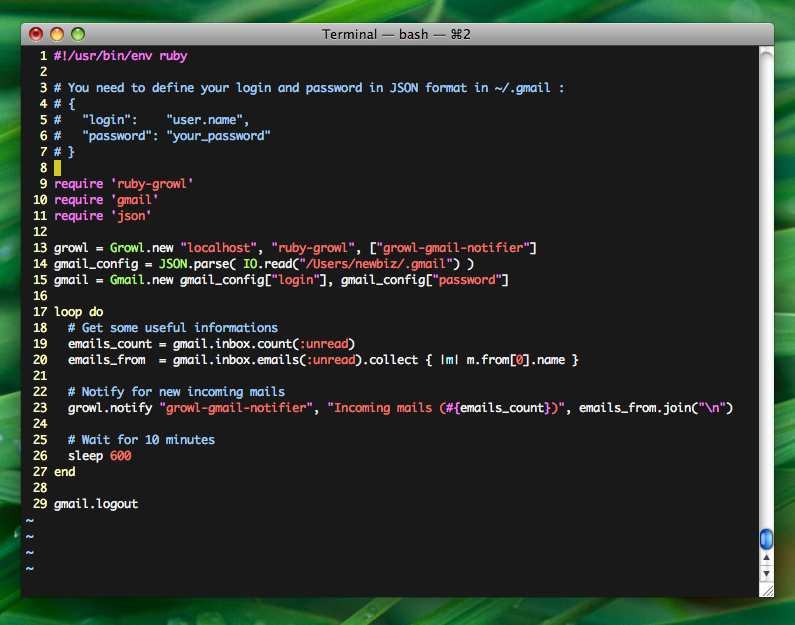 Terminal — bash — ⌘2
1 #!/usr/bin/env ruby
2
3 # You need to define your login and password in JSON format in ~/.gmail :
4 # {
5 #   "login":    "user.name",
6 #   "password": "your_password"
7 # }
8
9 require 'ruby-growl'
10 require 'gmail'
11 require 'json'
12
13 growl = Growl.new "localhost", "ruby-growl", ["growl-gmail-notifier"]
14 gmail_config = JSON.parse( IO.read("/Users/newbiz/.gmail") )
15 gmail = Gmail.new gmail_config["login"], gmail_config["password"]
16
17 loop do
18   # Get some useful informations
19   emails_count = gmail.inbox.count(:unread)
20   emails_from  = gmail.inbox.emails(:unread).collect { |m| m.from[0].name }
21
22   # Notify for new incoming mails
23   growl.notify "growl-gmail-notifier", "Incoming mails (#{emails_count})", emails_from.join("\n")
24
25   # Wait for 10 minutes
26   sleep 600
27 end
28
29 gmail.logout
~
~
~
~